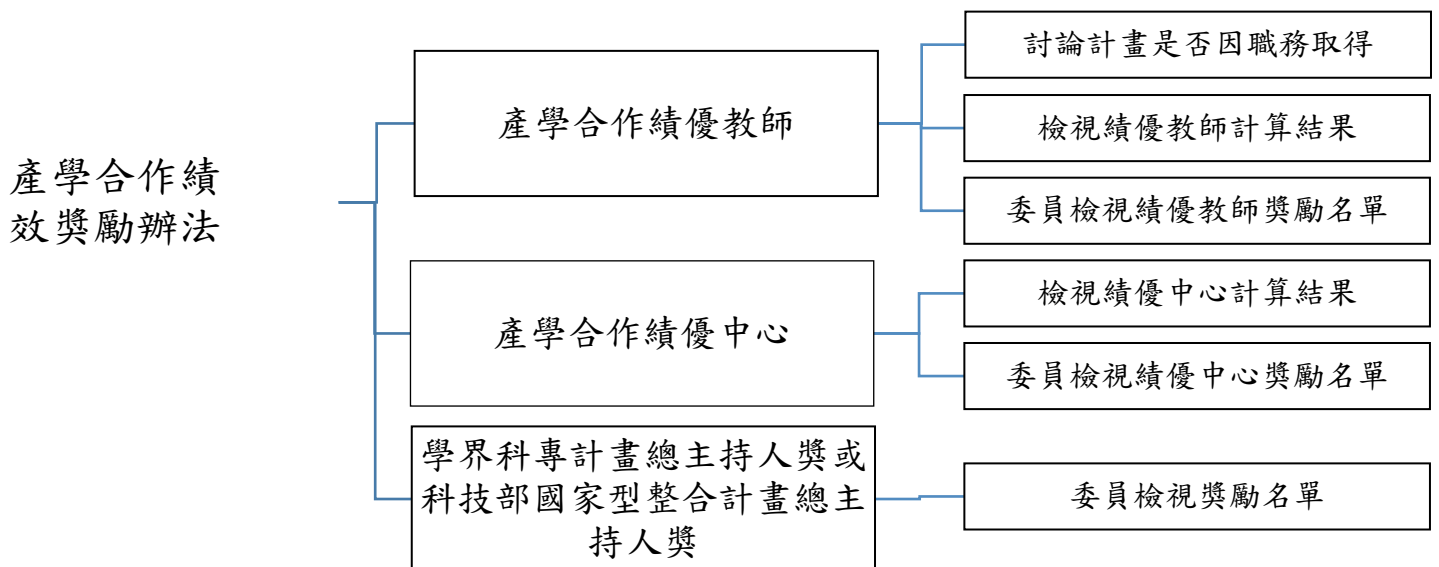 產學合作績
效獎勵辦法
產學合作績優教師
討論計畫是否因職務取得
檢視績優教師計算結果
委員檢視績優教師獎勵名單
產學合作績優中心
檢視績優中心計算結果
委員檢視績優中心獎勵名單
學界科專計畫總主持人獎或
科技部國家型整合計畫總主
持人獎
委員檢視獎勵名單